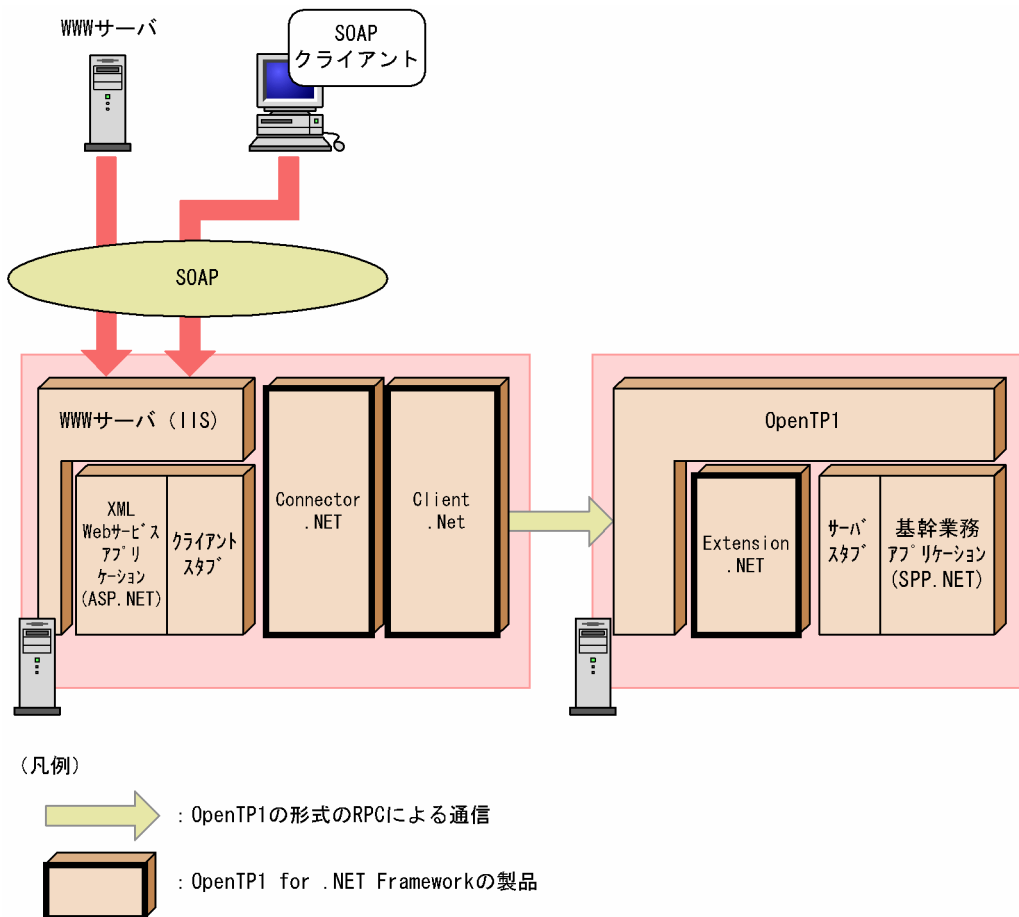 WWWサーバ
SOAP
クライアント
SOAP
WWWサーバ(IIS)
XML
Webサービス
アプリ
ケーション
(ASP.NET)
クライアント
スタブ
Connector
.NET
Client
.Net
OpenTP1
Extension
.NET
サーバ
スタブ
基幹業務
アプリケーション
(SPP.NET)
(凡例)
:OpenTP1の形式のRPCによる通信
:OpenTP1 for .NET Frameworkの製品